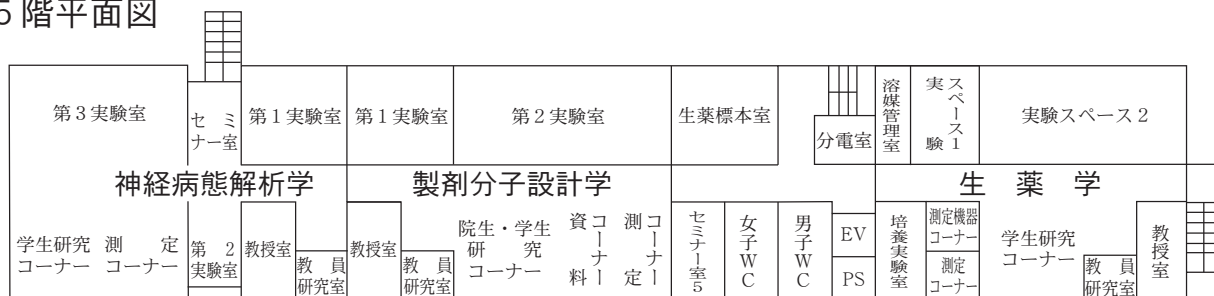 5階平面図
第3実験室
セミ
ナー室
第1実験室
第1実験室
第2実験室
生薬標本室
分電室
溶媒管理室
実験
スペース1
実験スペース2
神経病態解析学
製剤分子設計学
生薬学
学生研究
コーナー
測定
コーナー
第2
実験室
教授室
教員
研究室
教授室
教員
研究室
院生・学生
研究
コーナー
資料
コーナー
測定
コーナー
セミナー室5
女子WC
男子WC
EV
PS
培養実験室
測定機器
コーナー
測定
コーナー
学生研究
コーナー
教員
研究室
教授室